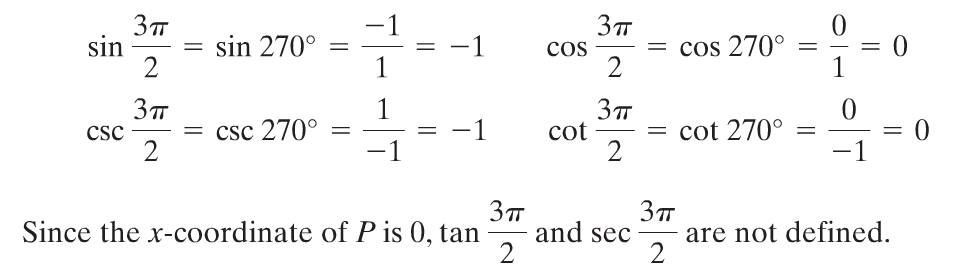 sin 3π/2 = sin 270° = −1/1 = −1 cos 3π/2 = cos 270° = 0/1 = 0
csc 3π/2 = csc 270° = 1/−1 = −1 cot 3π/2 = cot 270° = 0/−1 = 0
Since the x-coordinate of P is 0, tan 3π/2 and sec 3π/2 are not defined.